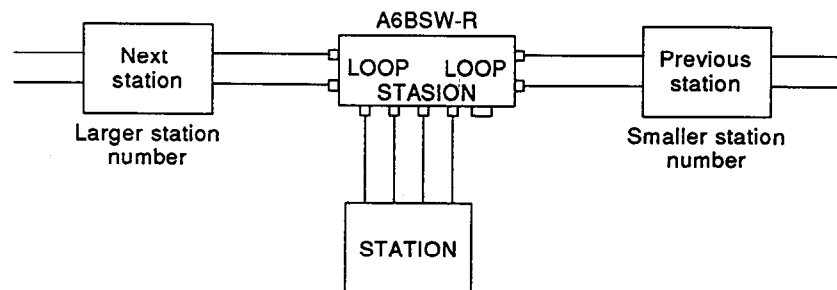 A6BSW-R
Next
station
LOOP LOOP
STASION
Previous
station
Larger station
number
Smaller station
number
STATION